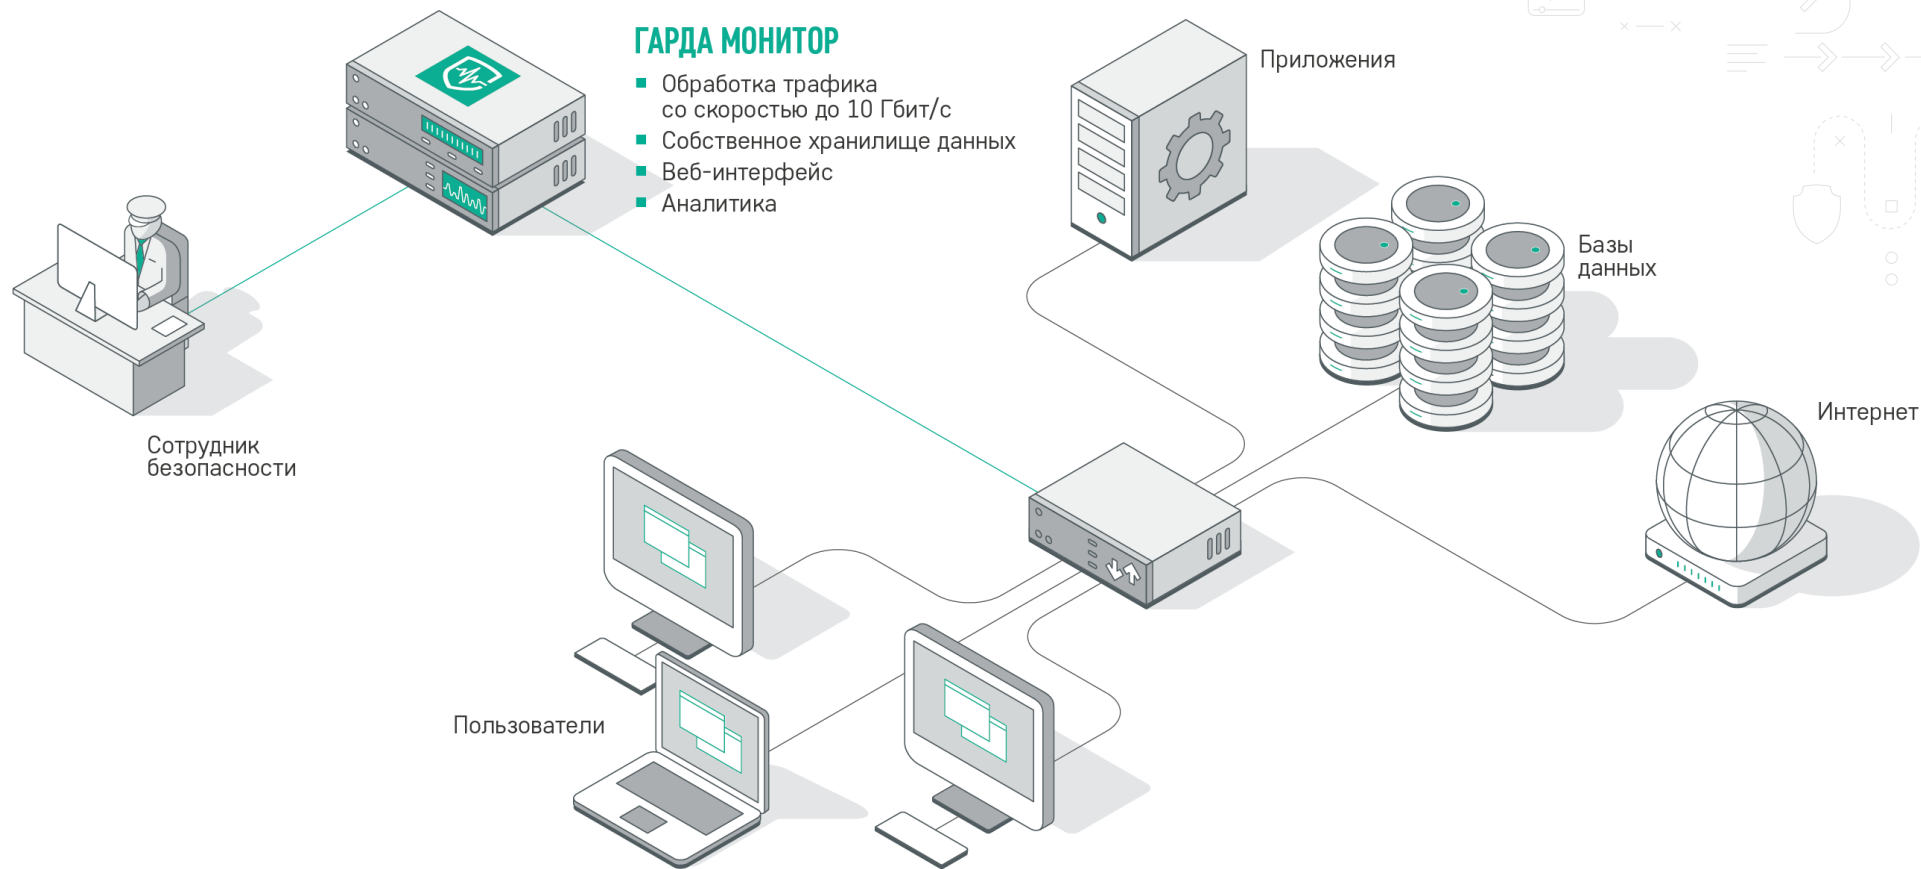 ГАРДА МОНИТОР
Обработка трафика
со скоростью до 10 Гбит/с
Собственное хранилище данных
Веб-интерфейс
Аналитика
Приложения
Базы
данных
Интернет
Сотрудник
безопасности
Пользователи